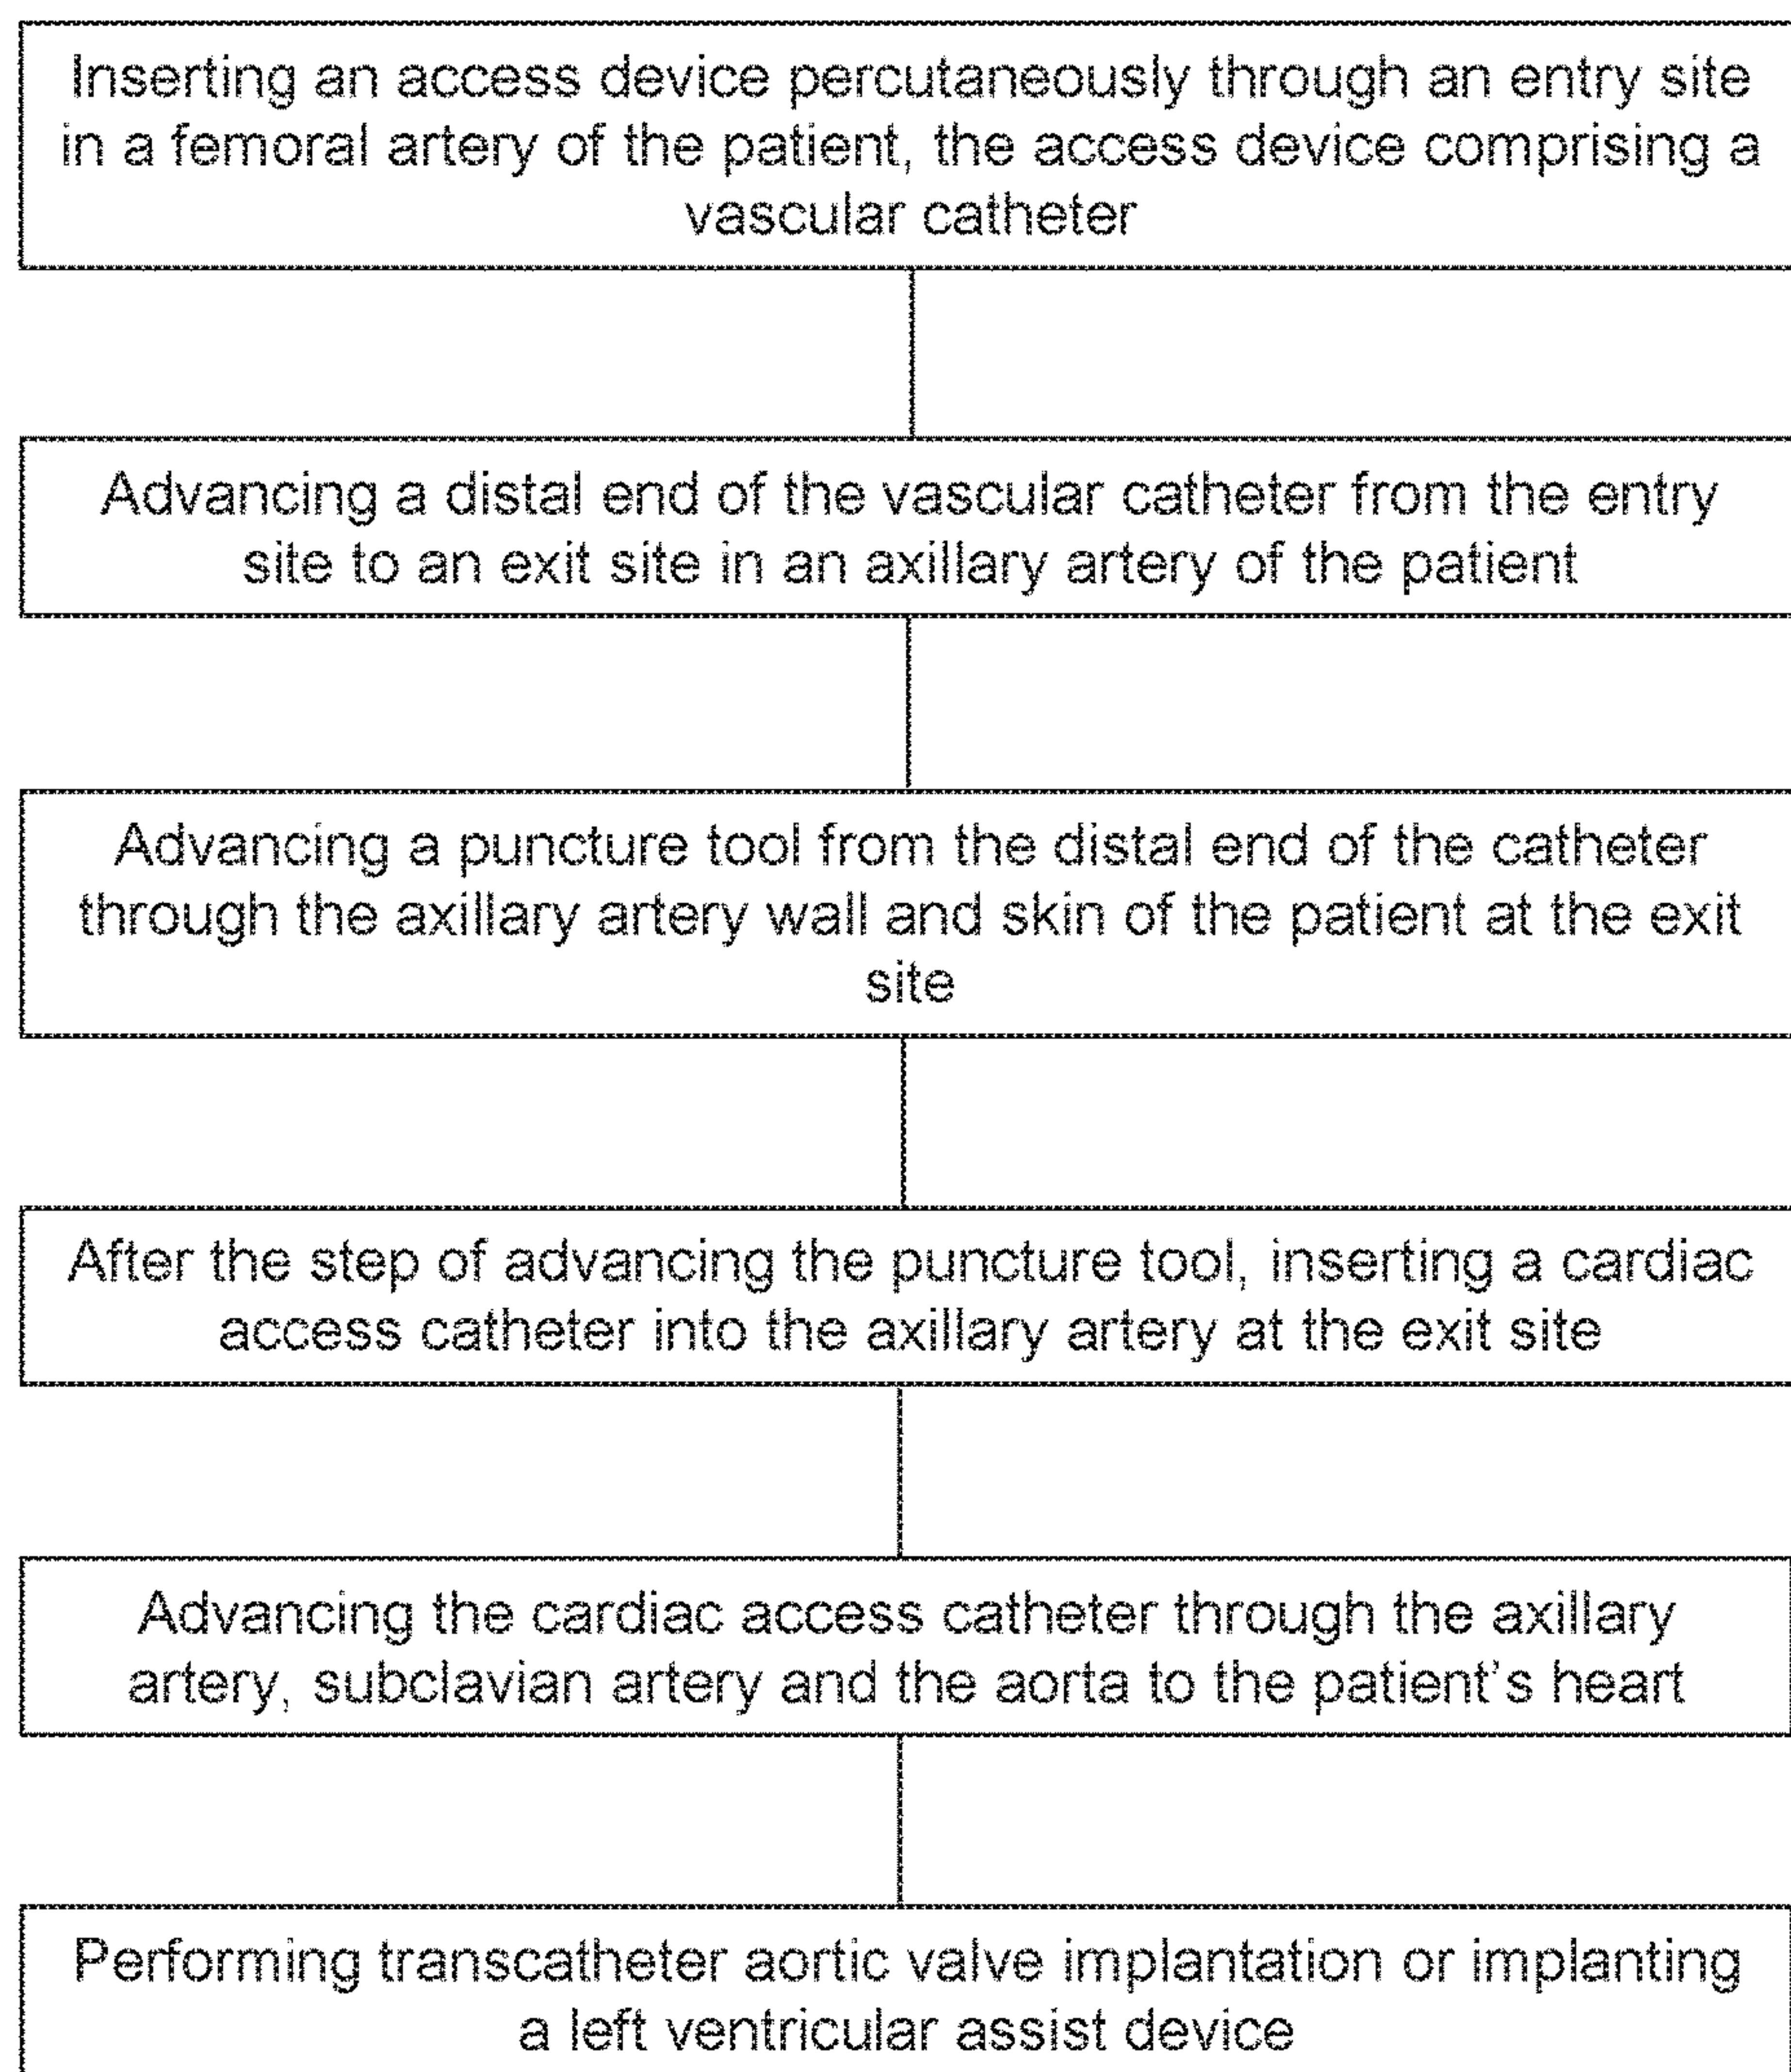 Inserting an access device percutaneously through an entry site
in a femoral artery of the patient, the access device comprising a
vascular catheter
Advancing a distal end of the vascular catheter from the entry
site to an exit site in an axillary artery of the patient
Advancing a puncture tool from the distal end of the catheter
through the axillary artery wall and skin of the patient at the exit
site
After the step of advancing the puncture tool, inserting a cardiac
access catheter into the axillary artery at the exit site
Advancing the cardiac access catheter through the axillary
artery, subclavian artery and the aorta to the patient's heart
Performing transcatheter aortic valve implantation or implanting
a left ventricular assist device